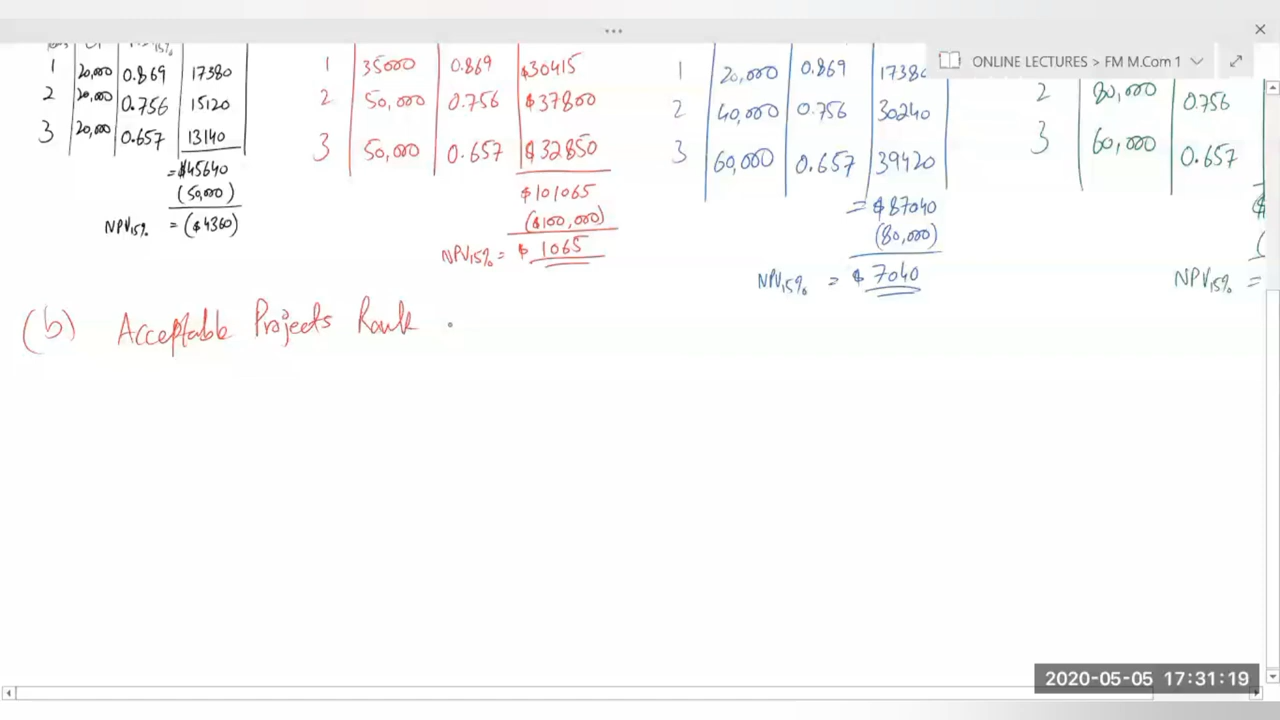 ONLINE LECTURES > FM M.Com 1
15%
1 20,000 0.869 17380
2 20,000 0.756 15120
3 20,000 0.657 13140
= $45640
(50,000)
NPV15% = ($4360)
1 35000 0.869 $30415
2 50,000 0.756 $37800
3 50,000 0.657 $32850
$101065
($100,000)
NPV15% = $ 1065
1 20,000 0.869 17380
2 40,000 0.756 30240
3 60,000 0.657 39420
= $87040
(80,000)
NPV15% = $ 7040
2 80,000 0.756
3 60,000 0.657
$
(
NPV15% =
(b) Acceptable Projects Rank
2020-05-05 17:31:19